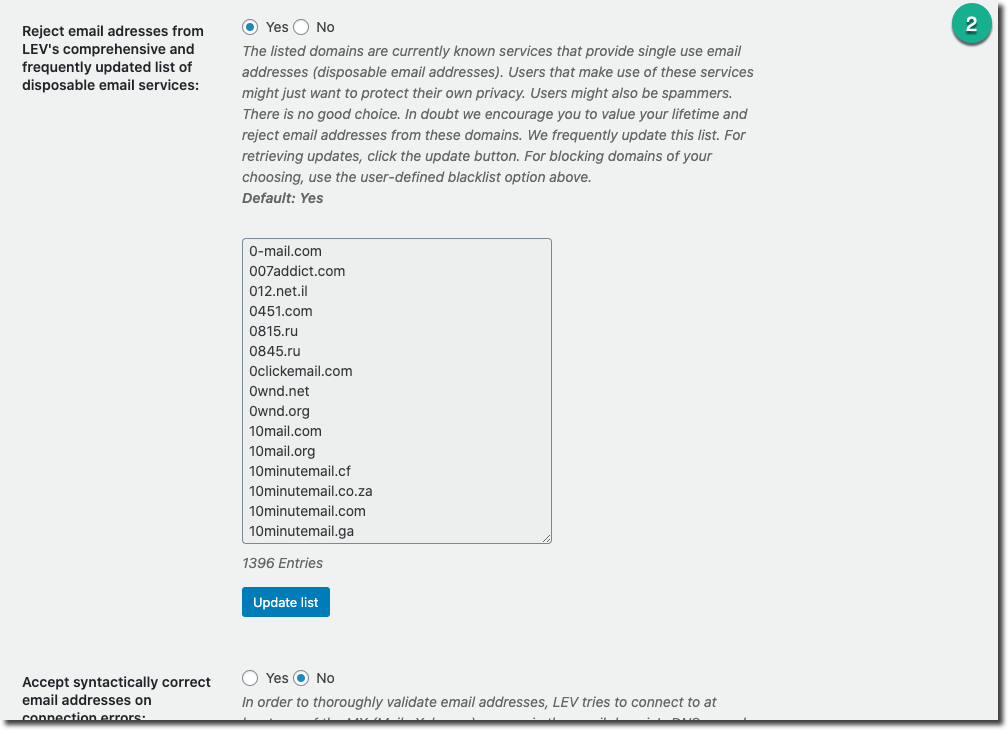 2
Reject email adresses from
LEV's comprehensive and
frequently updated list of
disposable email services:
Yes No
The listed domains are currently known services that provide single use email
addresses (disposable email addresses). Users that make use of these services
might just want to protect their own privacy. Users might also be spammers.
There is no good choice. In doubt we encourage you to value your lifetime and
reject email addresses from these domains. We frequently update this list. For
retrieving updates, click the update button. For blocking domains of your
choosing, use the user-defined blacklist option above.
Default: Yes
0-mail.com
007addict.com
012.net.il
0451.com
0815.ru
0845.ru
0clickemail.com
0wnd.net
0wnd.org
10mail.com
10mail.org
10minutemail.cf
10minutemail.co.za
10minutemail.com
10minutemail.ga
1396 Entries
Update list
Accept syntactically correct
email addresses on
connection errors:
Yes No
In order to thoroughly validate email addresses, LEV tries to connect to at